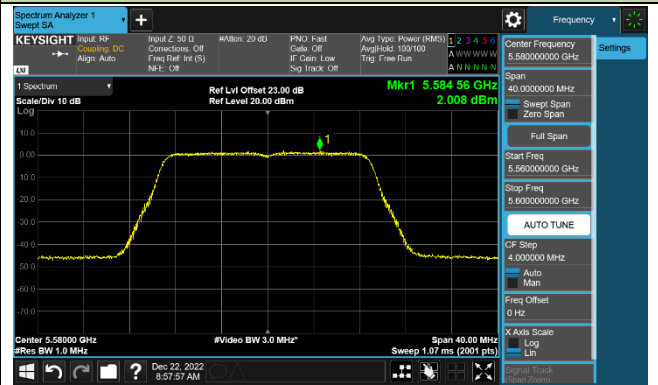 Spectrum Analyzer 1
Swept SA
+
Frequency
KEYSIGHT
Input: RF
Coupling: DC
Align: Auto
Input Z: 50 Ω
Corrections: Off
Freq Ref: Int (S)
NFE: Off
#Atten: 20 dB
PNO: Fast
Gate: Off
IF Gain: Low
Sig Track: Off
Avg Type: Power (RMS)
Avg|Hold: 100/100
Trig: Free Run
1 2 3 4 5 6
A W W W W W
A N N N N N
LXI
1 Spectrum
Scale/Div 10 dB
Log
Ref Lvl Offset 23.00 dB
Ref Level 20.00 dBm
Mkr1 5.584 56 GHz
2.008 dBm
1
10.0
0.00
-10.0
-20.0
-30.0
-40.0
-50.0
-60.0
-70.0
Center 5.58000 GHz
#Res BW 1.0 MHz
#Video BW 3.0 MHz*
Span 40.00 MHz
Sweep 1.07 ms (2001 pts)
Dec 22, 2022
8:57:57 AM
?
Center Frequency
5.580000000 GHz
Span
40.0000000 MHz
Swept Span
Zero Span
Full Span
Start Freq
5.560000000 GHz
Stop Freq
5.600000000 GHz
AUTO TUNE
CF Step
4.000000 MHz
Auto
Man
Freq Offset
0 Hz
X Axis Scale
Log
Lin
Signal Track
(Span Zoom)
Settings